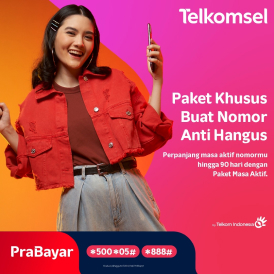 Telkomsel
Paket Khusus
Buat Nomor
Anti Hangus
Perpanjang masa aktif nomormu
hingga 90 hari dengan
Paket Masa Aktif.
by Telkom Indonesia
PraBayar
*500*05# *888#